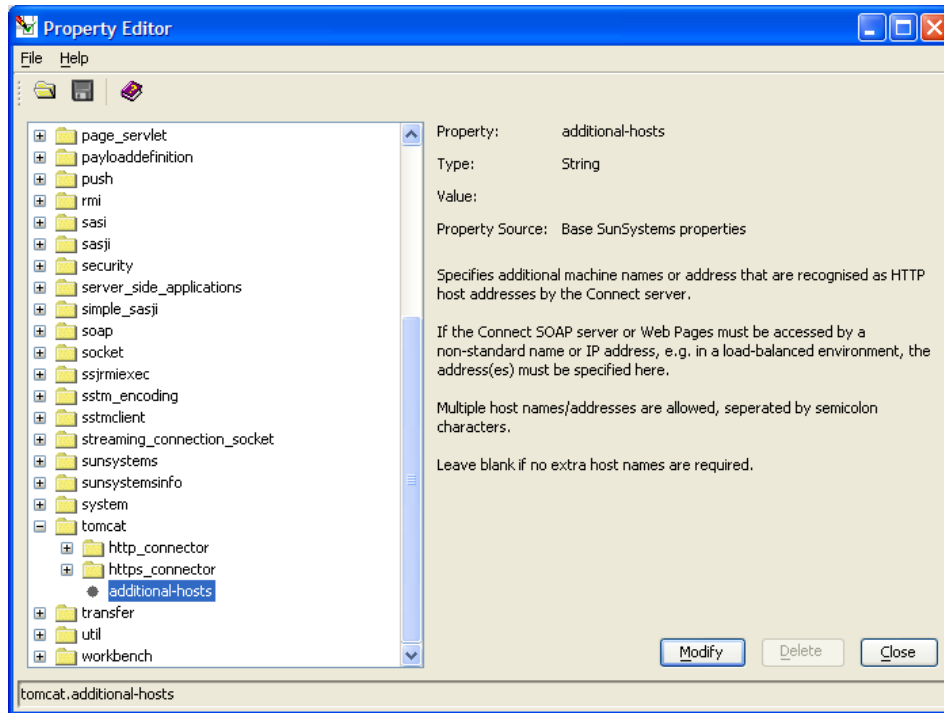 Property Editor
File Help
page_servlet
payloaddefinition
push
rmi
sasi
sasji
security
server_side_applications
simple_sasji
soap
socket
ssjrmiexec
sstm_encoding
sstmclient
streaming_connection_socket
sunsystems
sunsystemsinfo
system
tomcat
http_connector
https_connector
additional-hosts
transfer
util
workbench
Property: additional-hosts
Type: String
Value:
Property Source: Base SunSystems properties
Specifies additional machine names or address that are recognised as HTTP
host addresses by the Connect server.
If the Connect SOAP server or Web Pages must be accessed by a
non-standard name or IP address, e.g. in a load-balanced environment, the
address(es) must be specified here.
Multiple host names/addresses are allowed, seperated by semicolon
characters.
Leave blank if no extra host names are required.
Modify Delete Close
tomcat.additional-hosts